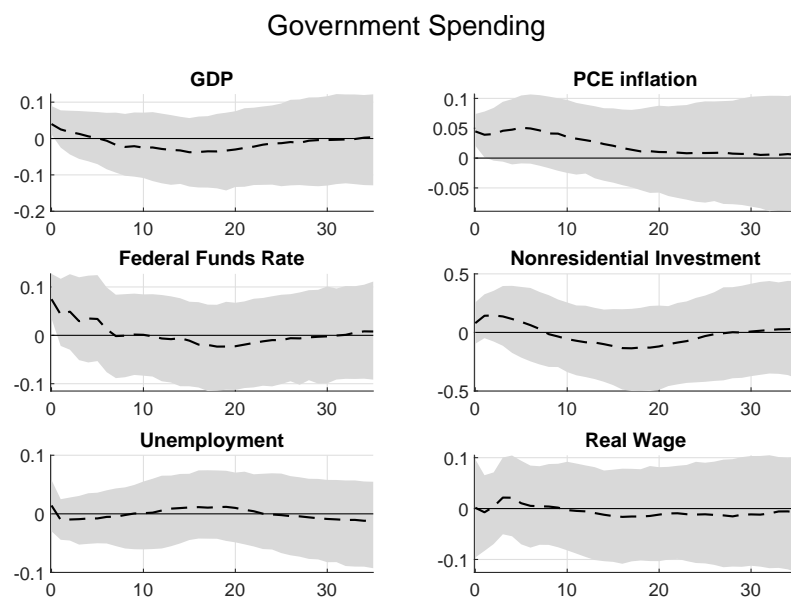 Government Spending
GDP
0.1
0
-0.1
-0.2
0 10 20 30
PCE inflation
0.1
0.05
0
-0.05
0 10 20 30
Federal Funds Rate
0.1
0
-0.1
0 10 20 30
Nonresidential Investment
0.5
0
-0.5
0 10 20 30
Unemployment
0.1
0
-0.1
0 10 20 30
Real Wage
0.1
0
-0.1
0 10 20 30